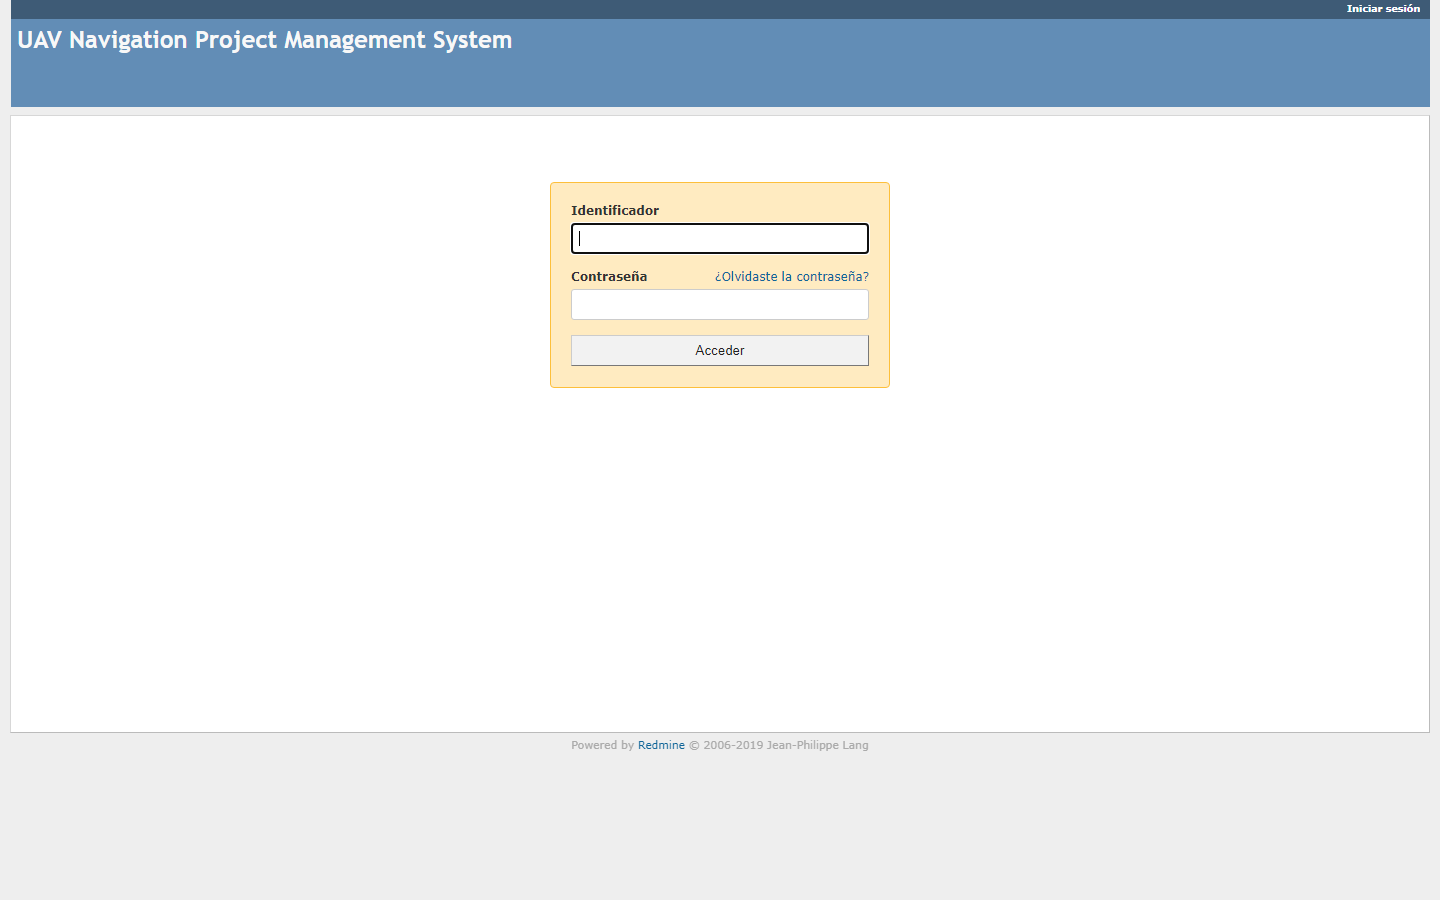 Iniciar sesión
UAV Navigation Project Management System
Identificador
Contraseña ¿Olvidaste la contraseña?
Acceder
Powered by Redmine © 2006-2019 Jean-Philippe Lang